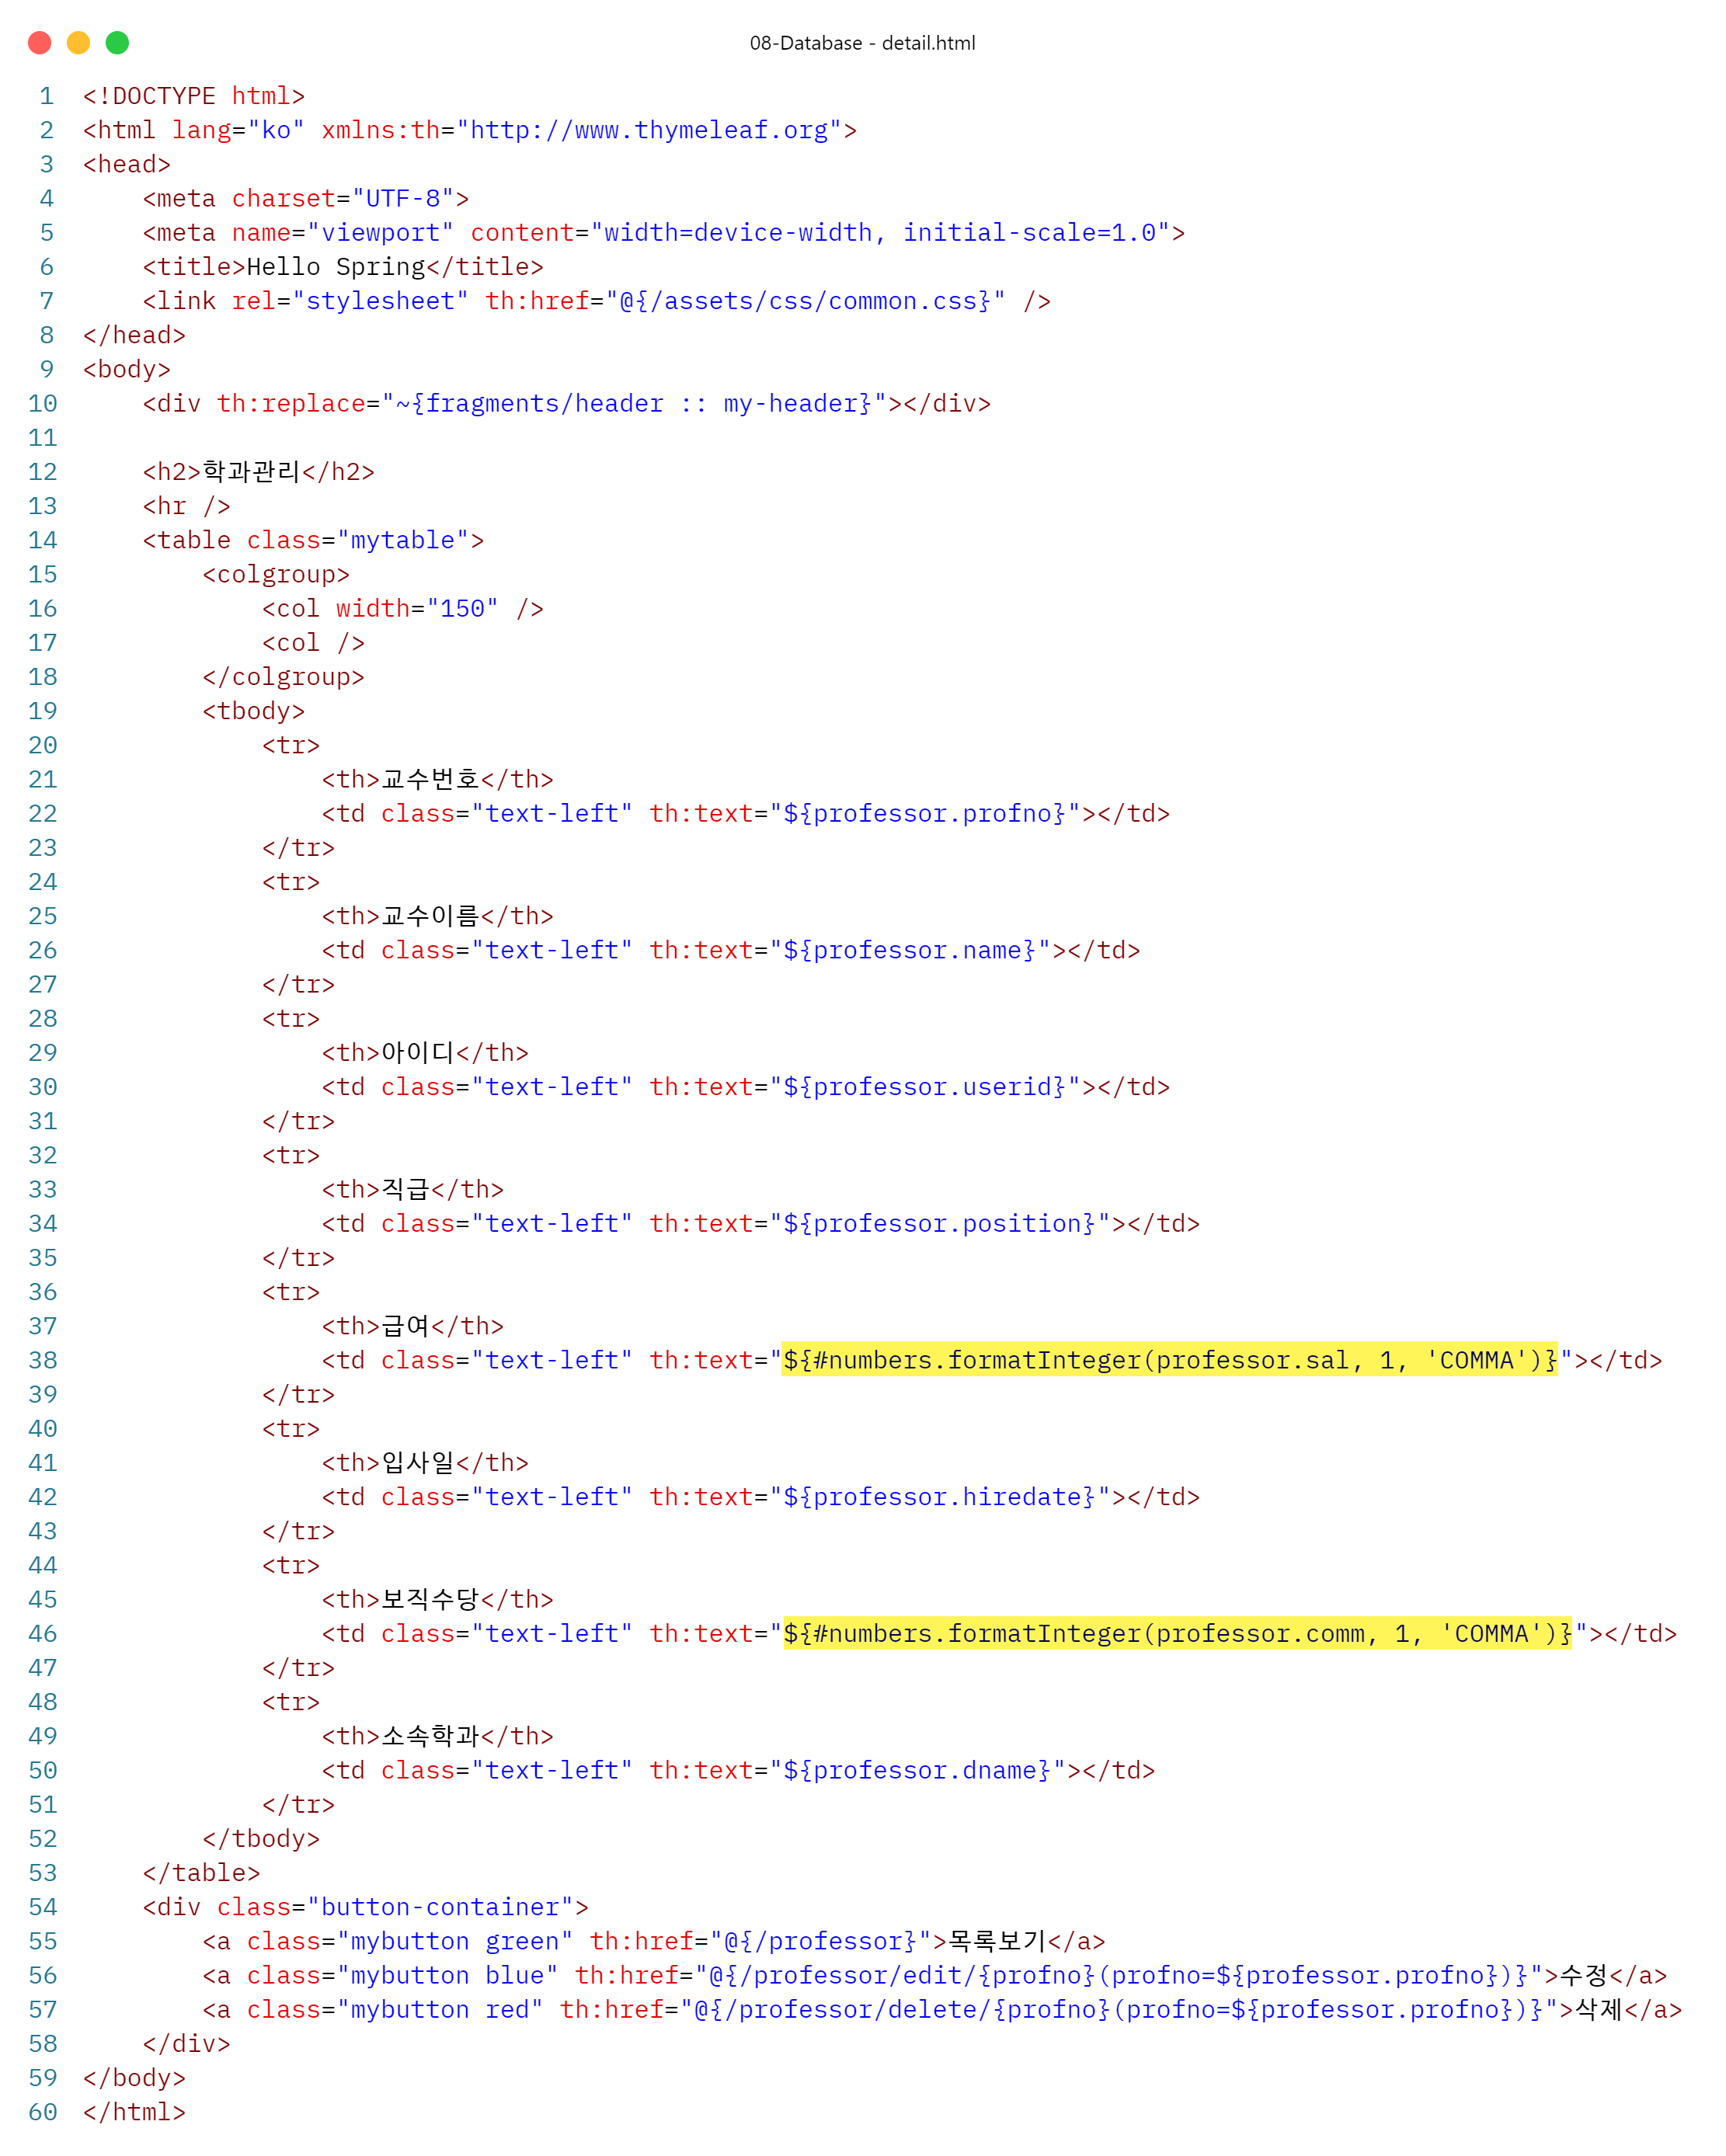 08-Database - detail.html
1 <!DOCTYPE html>
2 <html lang="ko" xmlns:th="http://www.thymeleaf.org">
3 <head>
4     <meta charset="UTF-8">
5     <meta name="viewport" content="width=device-width, initial-scale=1.0">
6     <title>Hello Spring</title>
7     <link rel="stylesheet" th:href="@{/assets/css/common.css}" />
8 </head>
9 <body>
10     <div th:replace="~{fragments/header :: my-header}"></div>
11
12     <h2>학과관리</h2>
13     <hr />
14     <table class="mytable">
15         <colgroup>
16             <col width="150" />
17             <col />
18         </colgroup>
19         <tbody>
20             <tr>
21                 <th>교수번호</th>
22                 <td class="text-left" th:text="${professor.profno}"></td>
23             </tr>
24             <tr>
25                 <th>교수이름</th>
26                 <td class="text-left" th:text="${professor.name}"></td>
27             </tr>
28             <tr>
29                 <th>아이디</th>
30                 <td class="text-left" th:text="${professor.userid}"></td>
31             </tr>
32             <tr>
33                 <th>직급</th>
34                 <td class="text-left" th:text="${professor.position}"></td>
35             </tr>
36             <tr>
37                 <th>급여</th>
38                 <td class="text-left" th:text="${#numbers.formatInteger(professor.sal, 1, 'COMMA')}"></td>
39             </tr>
40             <tr>
41                 <th>입사일</th>
42                 <td class="text-left" th:text="${professor.hiredate}"></td>
43             </tr>
44             <tr>
45                 <th>보직수당</th>
46                 <td class="text-left" th:text="${#numbers.formatInteger(professor.comm, 1, 'COMMA')}"></td>
47             </tr>
48             <tr>
49                 <th>소속학과</th>
50                 <td class="text-left" th:text="${professor.dname}"></td>
51             </tr>
52         </tbody>
53     </table>
54     <div class="button-container">
55         <a class="mybutton green" th:href="@{/professor}">목록보기</a>
56         <a class="mybutton blue" th:href="@{/professor/edit/{profno}(profno=${professor.profno})}">수정</a>
57         <a class="mybutton red" th:href="@{/professor/delete/{profno}(profno=${professor.profno})}">삭제</a>
58     </div>
59 </body>
60 </html>